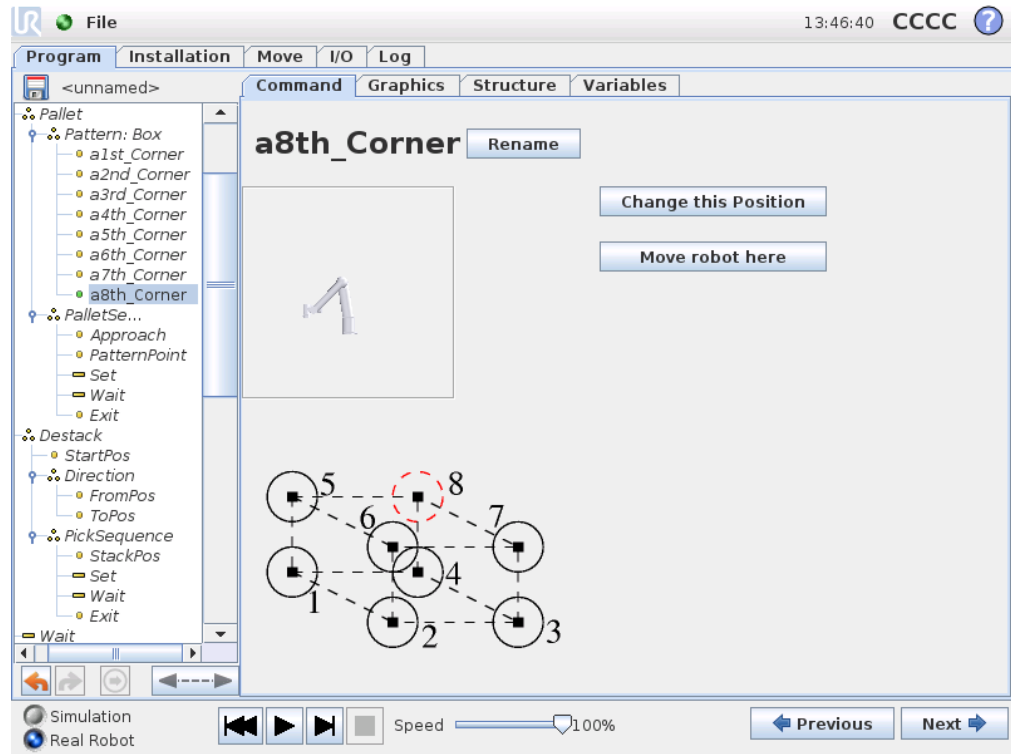 UR File 13:46:40 CCCC ?
Program Installation Move I/O Log
<unnamed>
Command Graphics Structure Variables
Pallet
Pattern: Box
a1st_Corner
a2nd_Corner
a3rd_Corner
a4th_Corner
a5th_Corner
a6th_Corner
a7th_Corner
a8th_Corner
PalletSe...
Approach
PatternPoint
Set
Wait
Exit
Destack
StartPos
Direction
FromPos
ToPos
PickSequence
StackPos
Set
Wait
Exit
Wait
a8th_Corner Rename
Change this Position
Move robot here
5 8
6 7
1 4
2 3
Simulation
Real Robot
Speed 100%
Previous Next